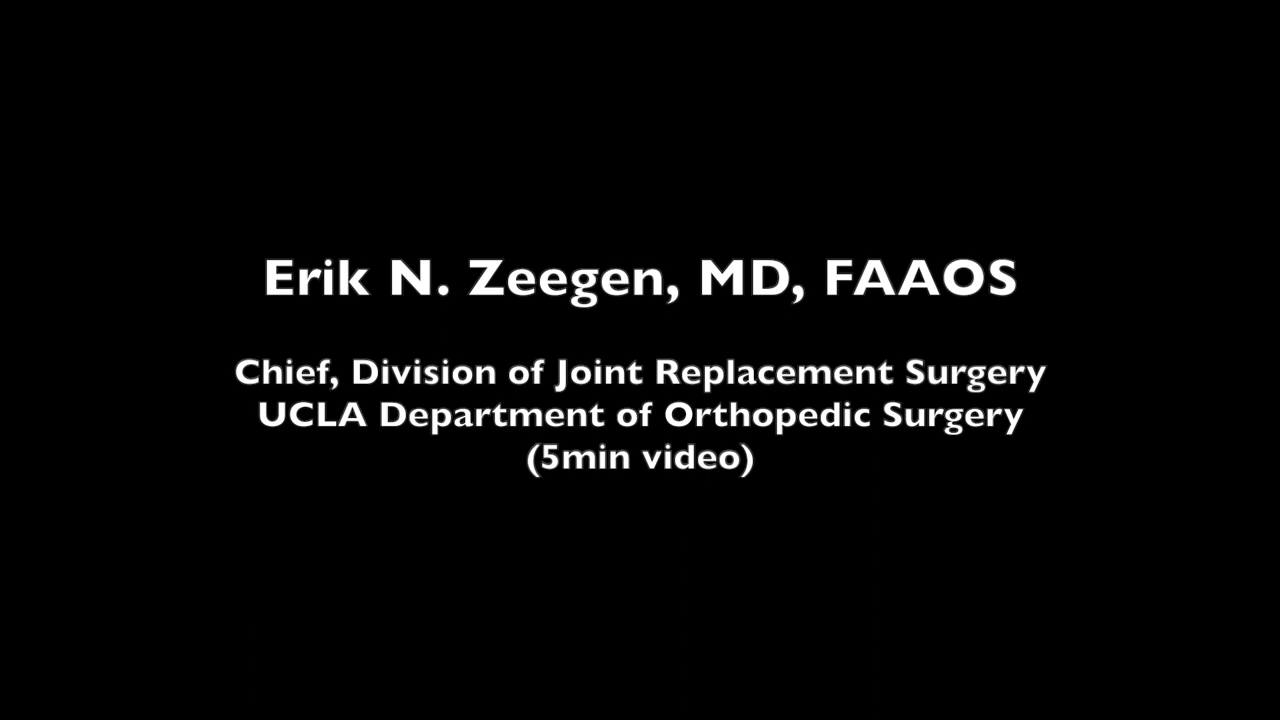 Erik N. Zeegen, MD, FAAOS
Chief, Division of Joint Replacement Surgery
UCLA Department of Orthopedic Surgery
(5min video)